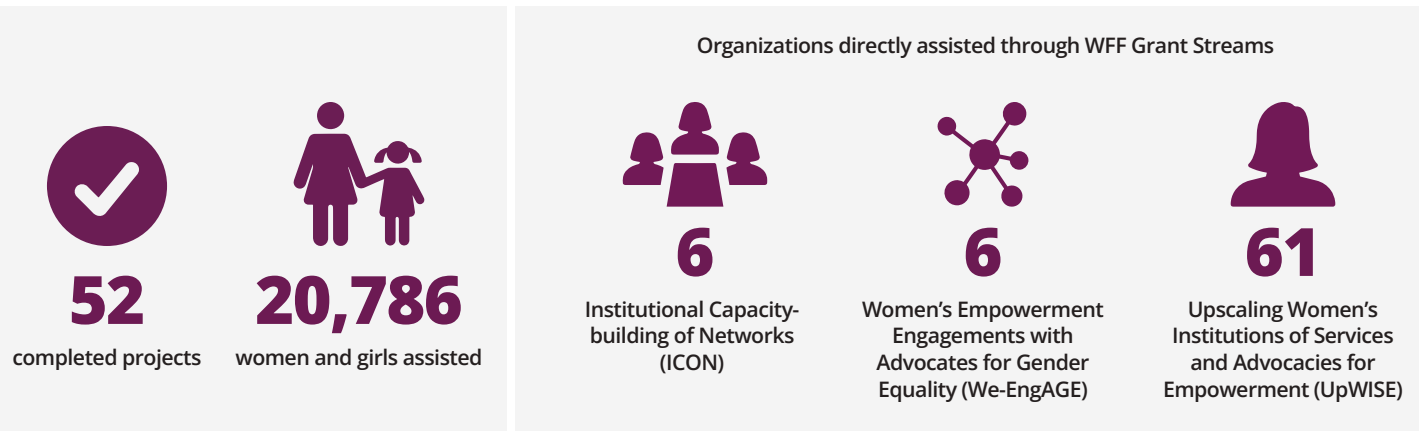 52
completed projects
20,786
women and girls assisted
Organizations directly assisted through WFF Grant Streams
6
Institutional Capacity-
building of Networks
(ICON)
6
Women’s Empowerment
Engagements with
Advocates for Gender
Equality (We-EngAGE)
61
Upscaling Women’s
Institutions of Services
and Advocacies for
Empowerment (UpWISE)